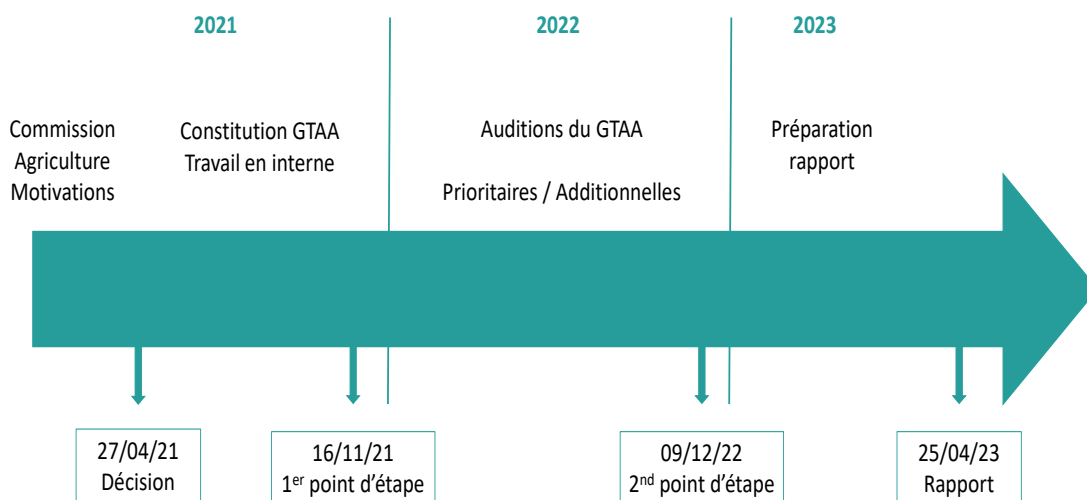 2021
2022
2023
Commission
Agriculture
Motivations
Constitution GTAA
Travail en interne
Auditions du GTAA
Prioritaires / Additionnelles
Préparation
rapport
27/04/21
Décision
16/11/21
1er point d’étape
09/12/22
2nd point d’étape
25/04/23
Rapport